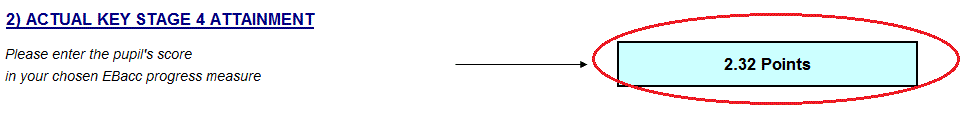 2) ACTUAL KEY STAGE 4 ATTAINMENT
Please enter the pupil's score
in your chosen EBacc progress measure
2.32 Points